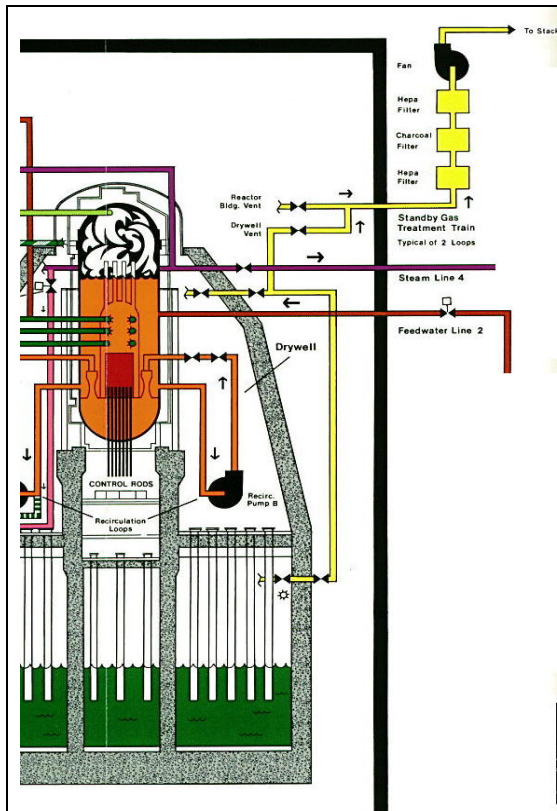 To Stack
Fan
Hepa
Filter
Charcoal
Filter
Hepa
Filter
Reactor
Bldg. Vent
Drywell
Vent
Standby Gas
Treatment Train
Typical of 2 Loops
Steam Line 4
Feedwater Line 2
Drywell
CONTROL RODS
Recirc.
Pump B
Recirculation
Loops